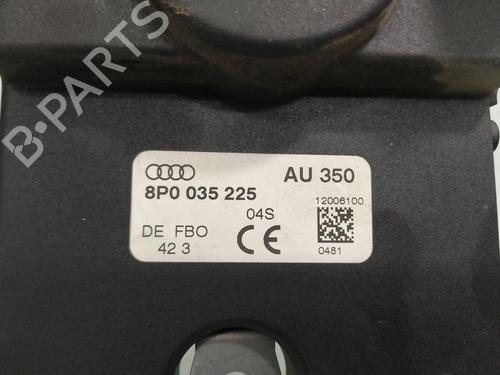 B-PARTS
AU 350
8P0 035 225
04S
12006100
DE FBO
42 3
CE
0481